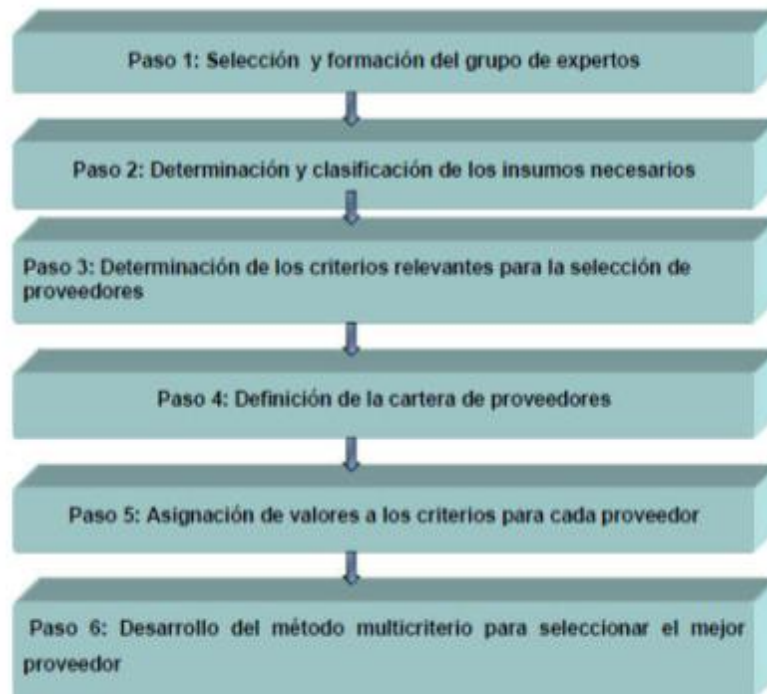 Paso 1: Selección y formación del grupo de expertos
Paso 2: Determinación y clasificación de los insumos necesarios
Paso 3: Determinación de los criterios relevantes para la selección de
proveedores
Paso 4: Definición de la cartera de proveedores
Paso 5: Asignación de valores a los criterios para cada proveedor
Paso 6: Desarrollo del método multicriterio para seleccionar el mejor
proveedor